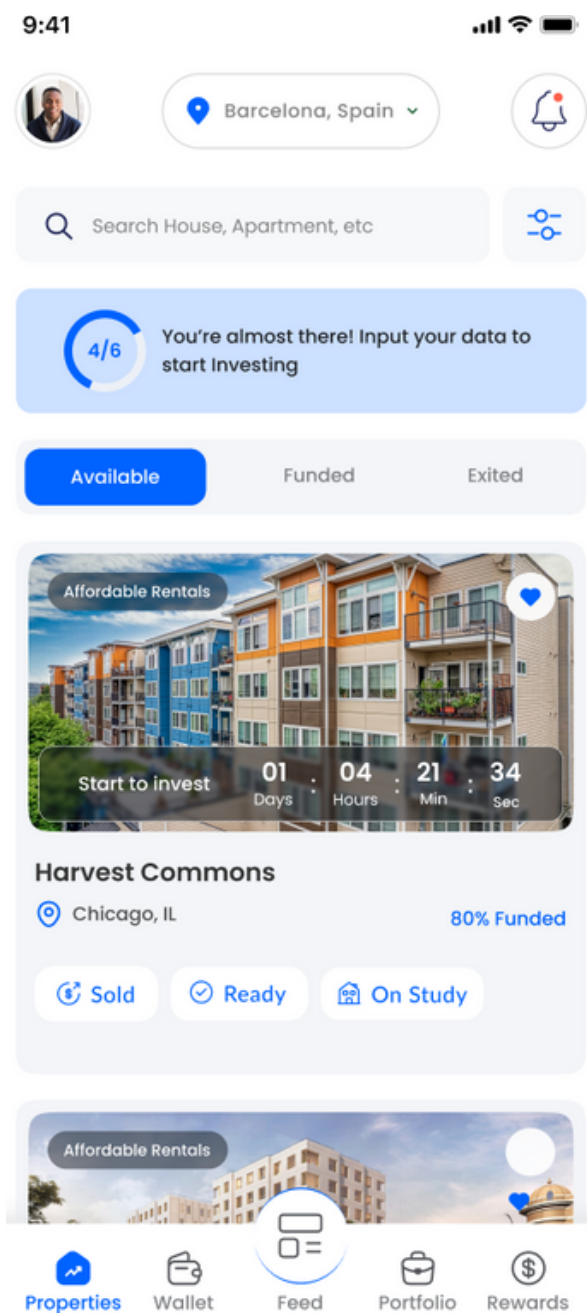 9:41
Barcelona, Spain
Search House, Apartment, etc
4/6
You’re almost there! Input your data to
start Investing
Available Funded Exited
Affordable Rentals
Start to invest 01 : 04 : 21 : 34
Days Hours Min Sec
Harvest Commons
Chicago, IL
80% Funded
Sold Ready On Study
Affordable Rentals
Properties Wallet Feed Portfolio Rewards